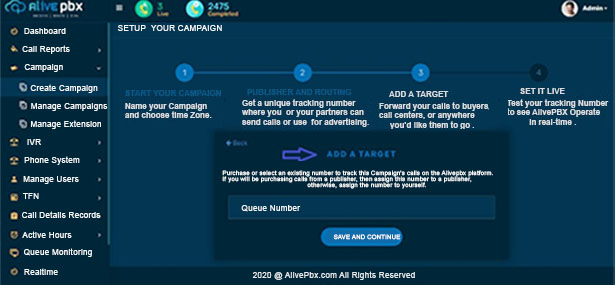 Alive pbx
3
Live
2475
Completed
Admin
Dashboard
Call Reports
Campaign
Create Campaign
Manage Campaigns
Manage Extension
IVR
Phone System
Manage Users
TFN
Call Details Records
Active Hours
Queue Monitoring
Realtime
SETUP YOUR CAMPAIGN
1
START YOUR CAMPAIGN
Name your Campaign
and choose time Zone.
2
PUBLISHER AND ROUTING
Get a unique tracking number
where you or your partners can
send calls or use for advertising.
3
ADD A TARGET
Forward your calls to buyers,
call centers, or anywhere
you'd like them to go .
4
SET IT LIVE
Test your tracking Number
to see AlivePBX Operate
in real-time .
Back
ADD A TARGET
Purchase or select an existing number to track this Campaign's calls on the Alivepbx platform.
If you will be purchasing calls from a publisher, then assign this number to a publisher,
otherwise, assign the number to yourself.
Queue Number
SAVE AND CONTINUE
2020 @ AlivePbx.com All Rights Reserved